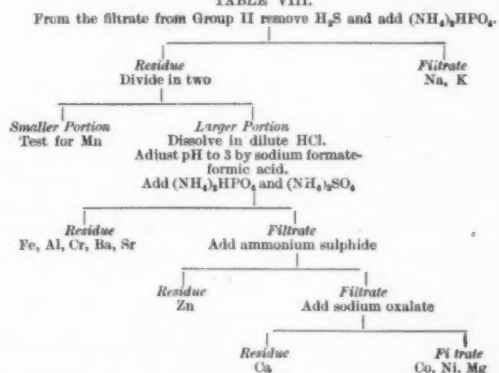 TABLE VIII.
From the filtrate from Group II remove H₂S and add (NH₄)₂HPO₄.
Residue
Filtrate
Divide in two
Na, K
Smaller Portion
Larger Portion
Test for Mn
Dissolve in dilute HCl.
Adjust pH to 3 by sodium formate-
formic acid.
Add (NH₄)₂HPO₄ and (NH₄)₂SO₄
Residue
Filtrate
Fe, Al, Cr, Ba, Sr
Add ammonium sulphide
Residue
Filtrate
Zn
Add sodium oxalate
Residue
Fi trate
Ca
Co, Ni, Mg